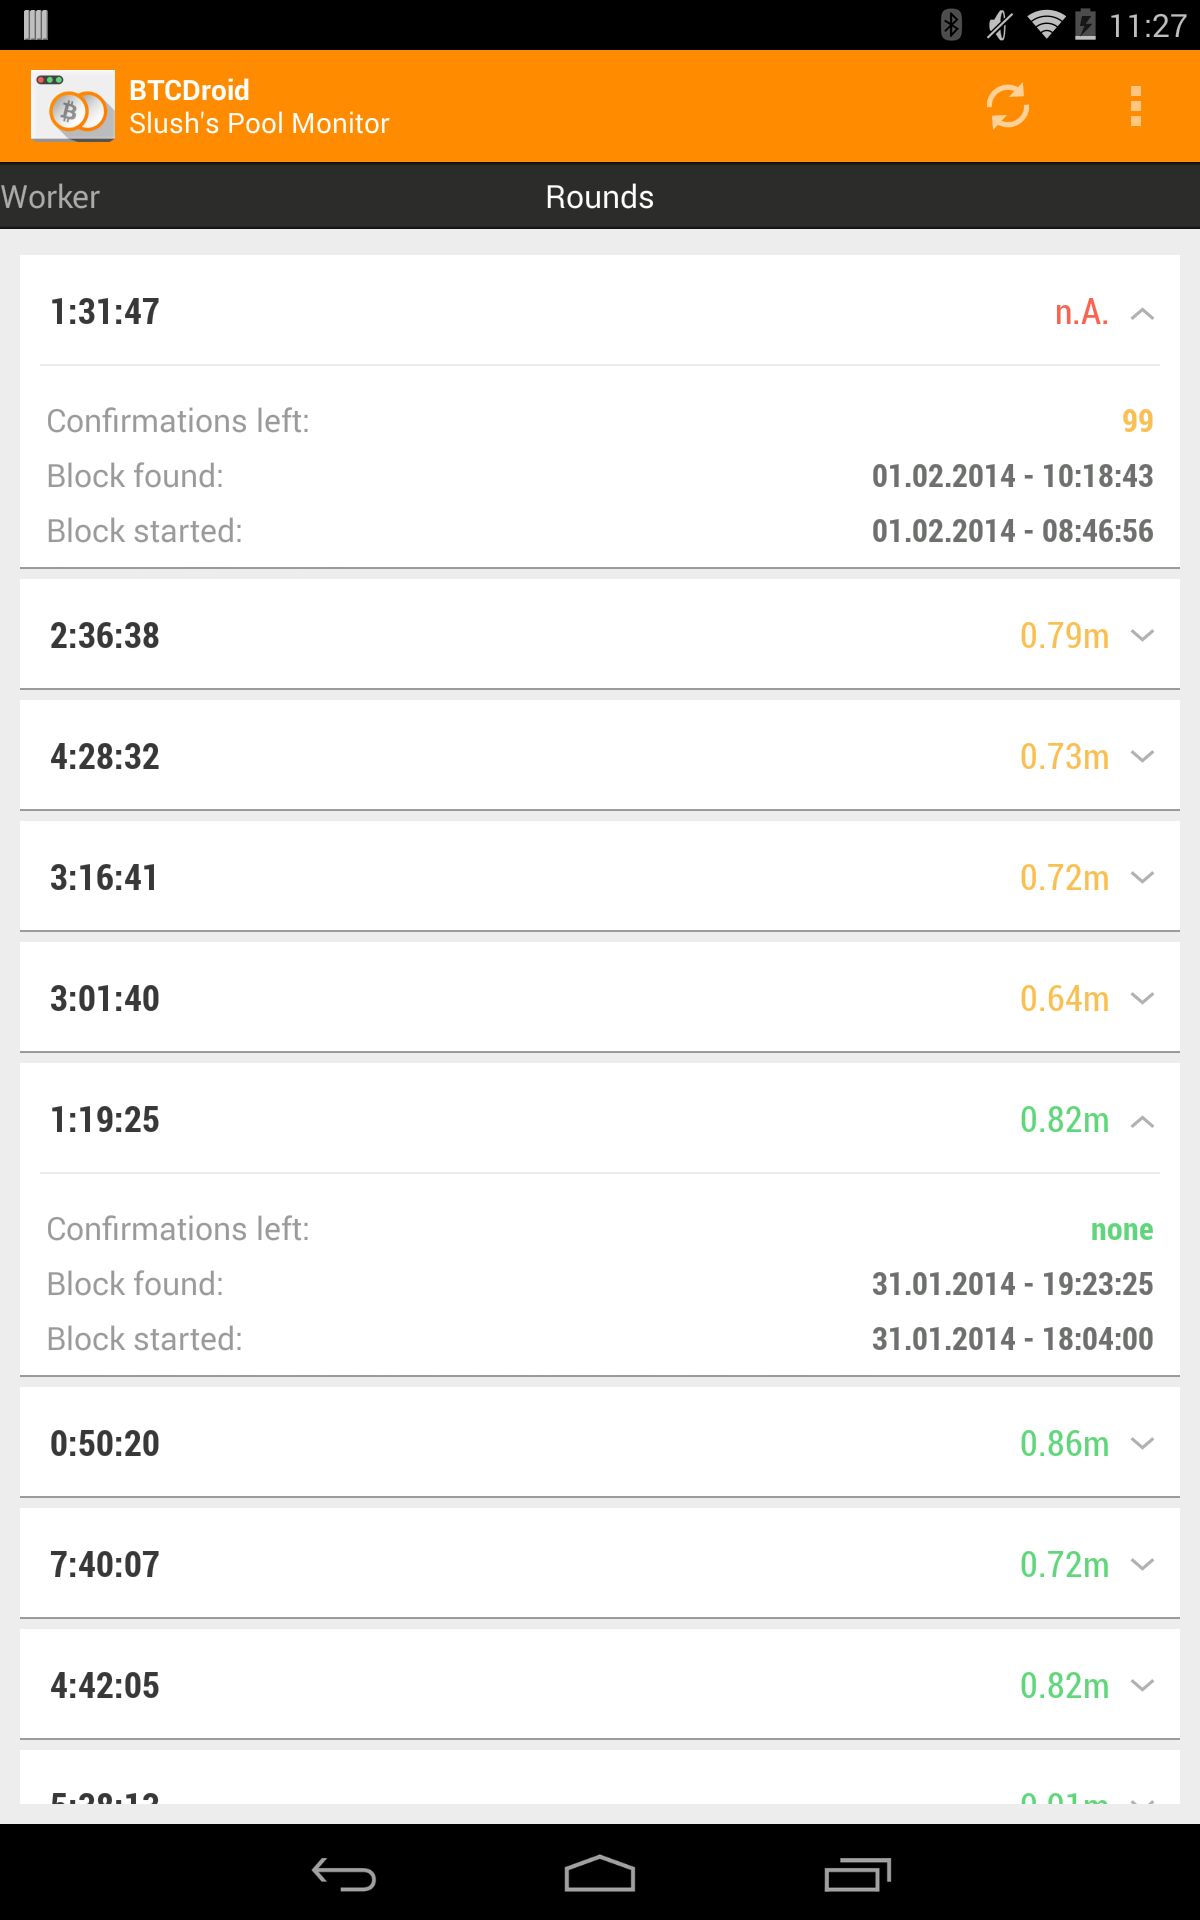 11:27
BTCDroid
Slush's Pool Monitor
Worker Rounds
1:31:47 n.A.
Confirmations left: 99
Block found: 01.02.2014 - 10:18:43
Block started: 01.02.2014 - 08:46:56
2:36:38 0.79m
4:28:32 0.73m
3:16:41 0.72m
3:01:40 0.64m
1:19:25 0.82m
Confirmations left: none
Block found: 31.01.2014 - 19:23:25
Block started: 31.01.2014 - 18:04:00
0:50:20 0.86m
7:40:07 0.72m
4:42:05 0.82m